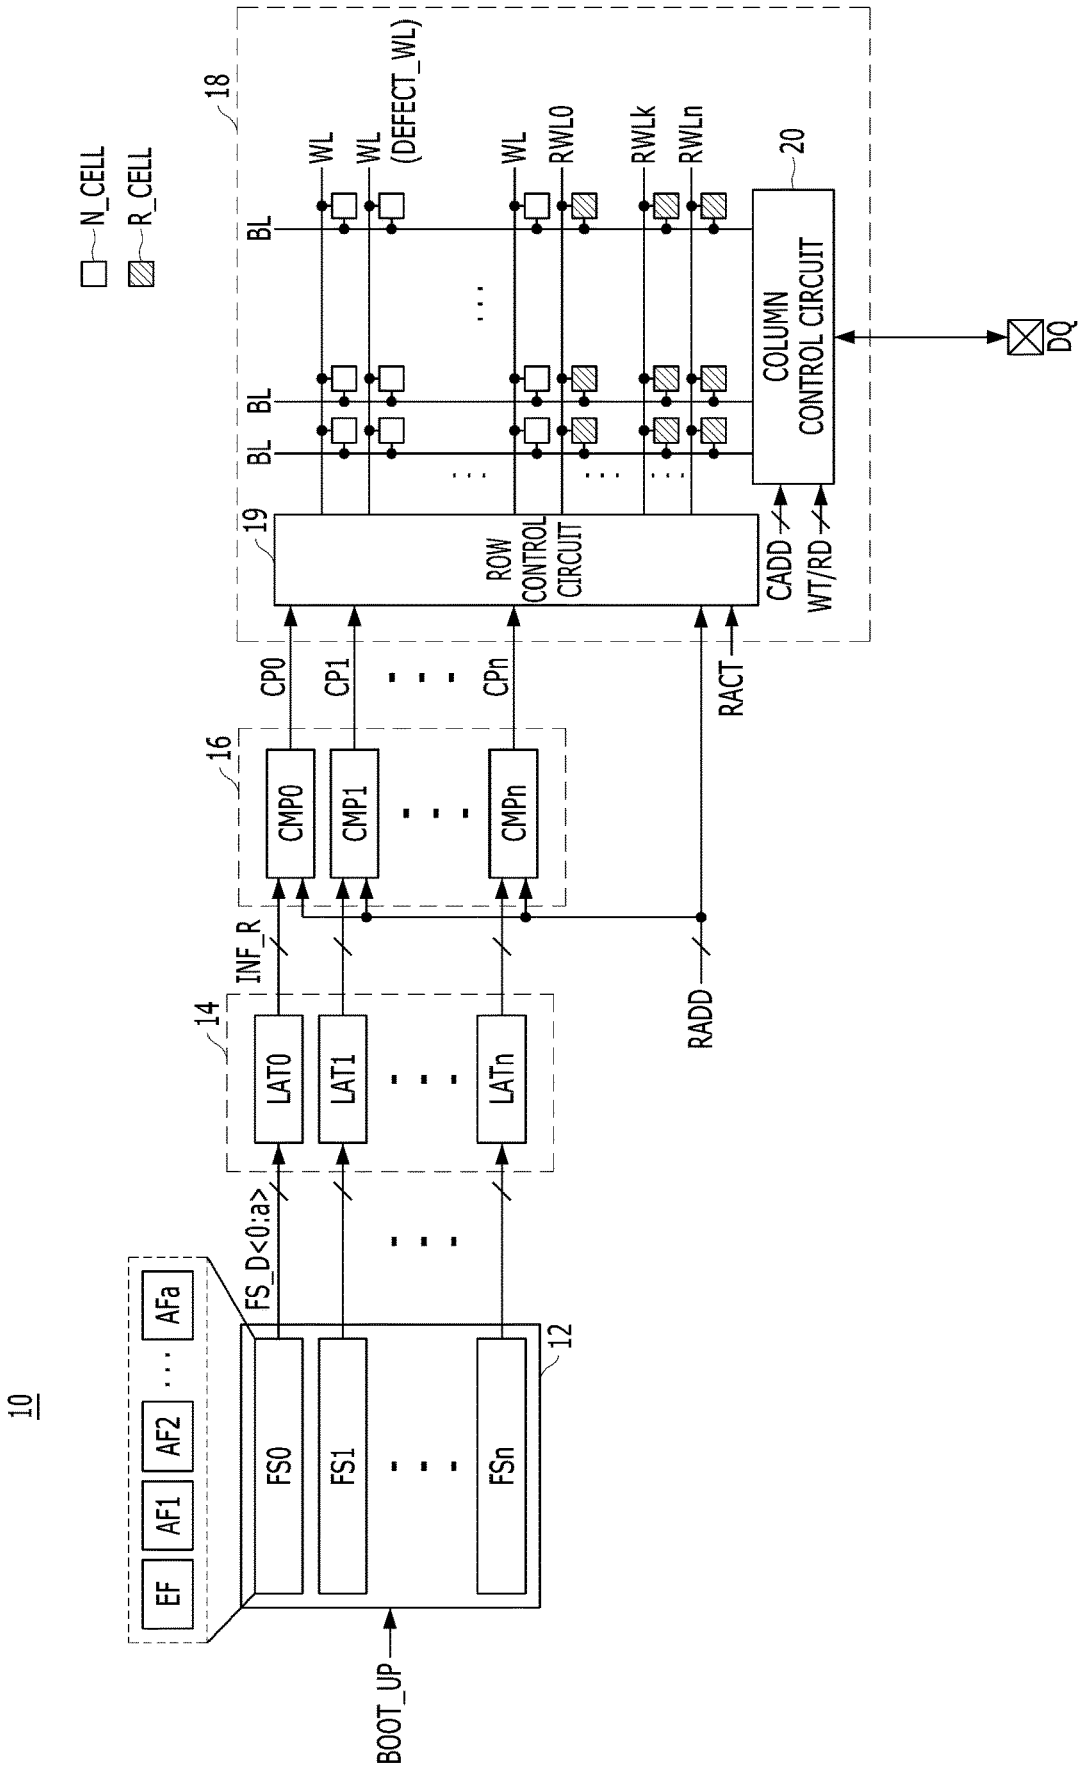 10
N_CELL
R_CELL
BOOT_UP
EF
AF1
AF2
...
AFa
FS0
FS1
FSn
12
FS_D<0:a>
14
LAT0
LAT1
LATn
INF_R
RADD
16
CMP0
CMP1
CMPn
CP0
CP1
CPn
RACT
18
19
ROW
CONTROL
CIRCUIT
BL
BL
BL
WL
WL
(DEFECT_WL)
WL
RWL0
RWLk
RWLn
CADD
WT/RD
COLUMN
CONTROL CIRCUIT
20
DQ